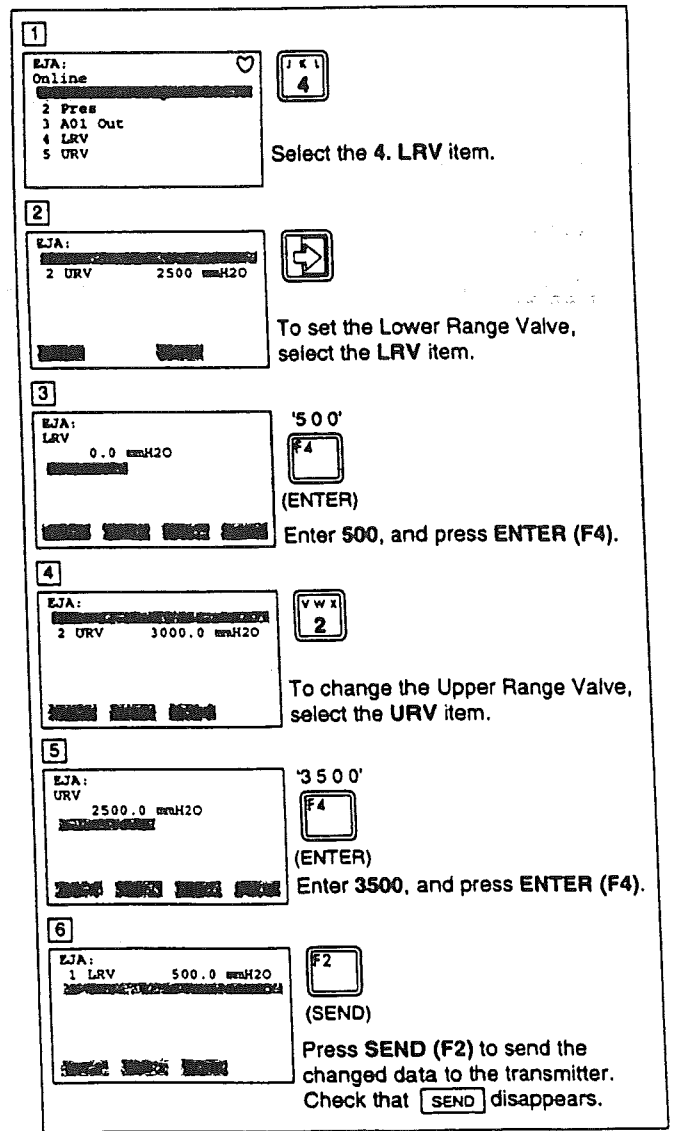 1
EJA:
Online
2 Pres
3 A01 Out
4 LRV
5 URV
J K L
4
Select the 4. LRV item.
2
EJA:
2 URV 2500 mmH2O
To set the Lower Range Valve,
select the LRV item.
3
EJA:
LRV
0.0 mmH2O
'5 0 0'
F4
(ENTER)
Enter 500, and press ENTER (F4).
4
EJA:
2 URV 3000.0 mmH2O
V W X
2
To change the Upper Range Valve,
select the URV item.
5
EJA:
URV
2500.0 mmH2O
'3 5 0 0'
F4
(ENTER)
Enter 3500, and press ENTER (F4).
6
EJA:
1 LRV 500.0 mmH2O
F2
(SEND)
Press SEND (F2) to send the
changed data to the transmitter.
Check that SEND disappears.